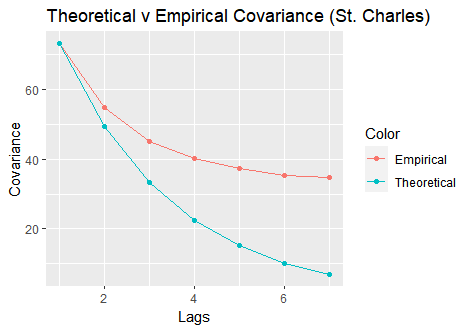 Theoretical v Empirical Covariance (St. Charles)
60
40
20
Covariance
2 4 6
Lags
Color
Empirical
Theoretical